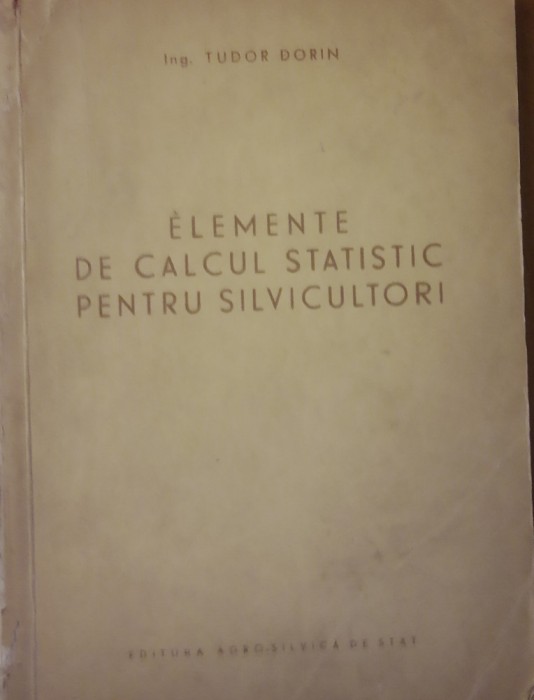 Ing. TUDOR DORIN
ÈLEMENTE
DE CALCUL STATISTIC
PENTRU SILVICULTORI
EDITURA AGRO-SILVICĂ DE STAT